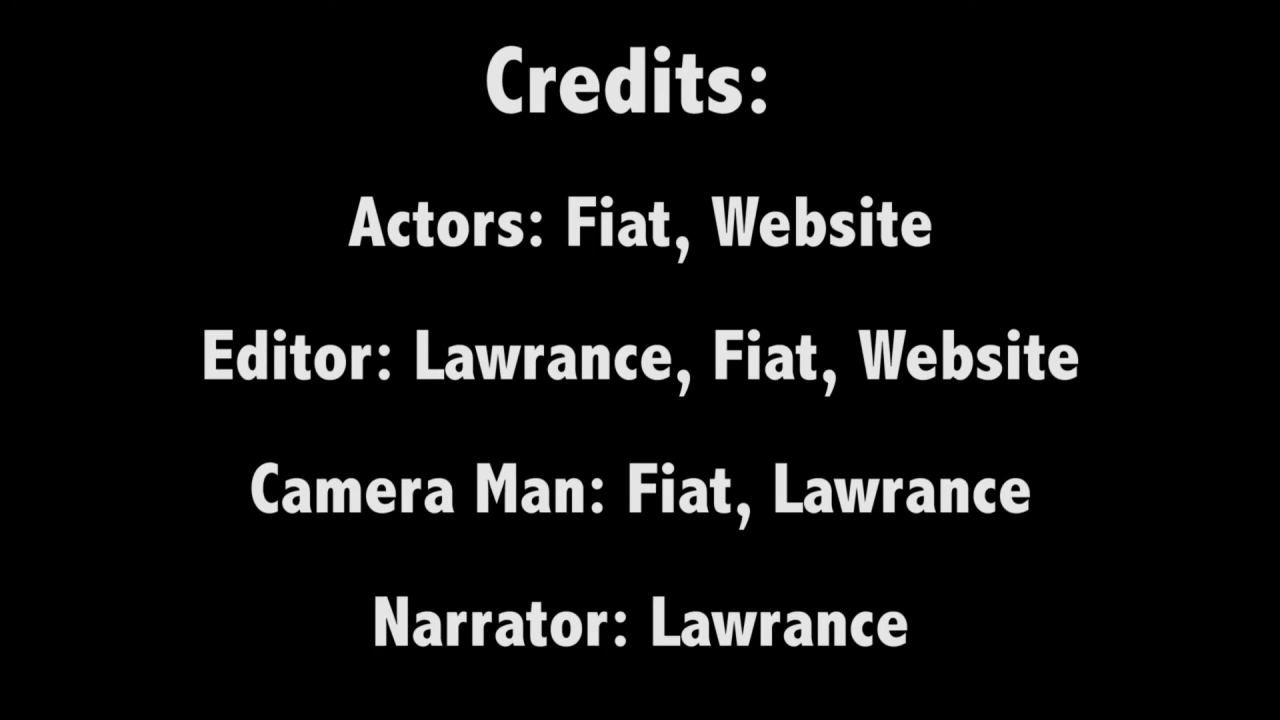 Credits:
Actors: Fiat, Website
Editor: Lawrance, Fiat, Website
Camera Man: Fiat, Lawrance
Narrator: Lawrance